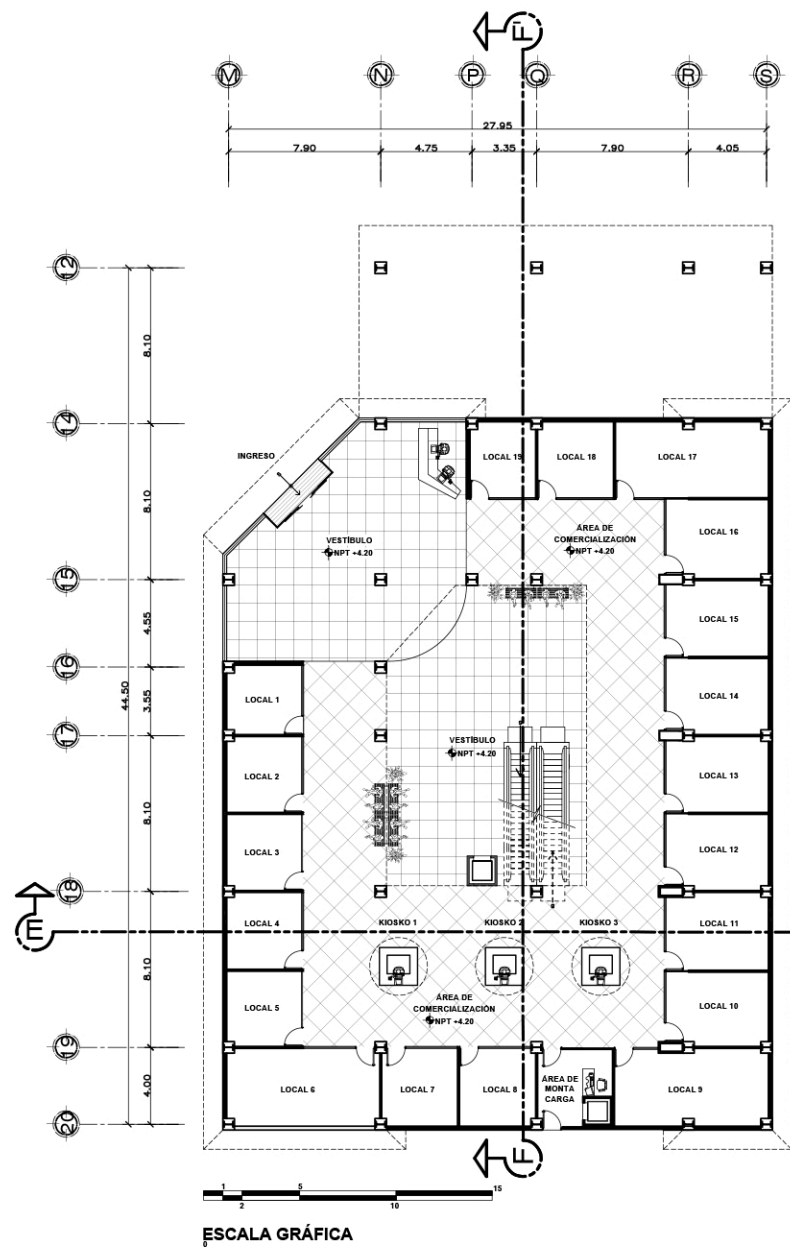 F'
M N P Q R S
27.95
7.90 4.75 3.35 7.90 4.05
12
8.10
14
INGRESO
LOCAL 19 LOCAL 18 LOCAL 17
8.10
LOCAL 16
ÁREA DE
COMERCIALIZACIÓN
NPT +4.20
VESTÍBULO
NPT +4.20
15
4.55
LOCAL 15
16
44.50
3.55
LOCAL 1
LOCAL 14
17
VESTÍBULO
NPT +4.20
LOCAL 2
LOCAL 13
8.10
LOCAL 3
LOCAL 12
18
E
LOCAL 4
KIOSKO 1 KIOSKO 2 KIOSKO 3
LOCAL 11
8.10
LOCAL 5
ÁREA DE
COMERCIALIZACIÓN
NPT +4.20
LOCAL 10
19
4.00
LOCAL 6 LOCAL 7 LOCAL 8
ÁREA DE
MONTA
CARGA
LOCAL 9
20
F
1 5 15
2 10
ESCALA GRÁFICA
0